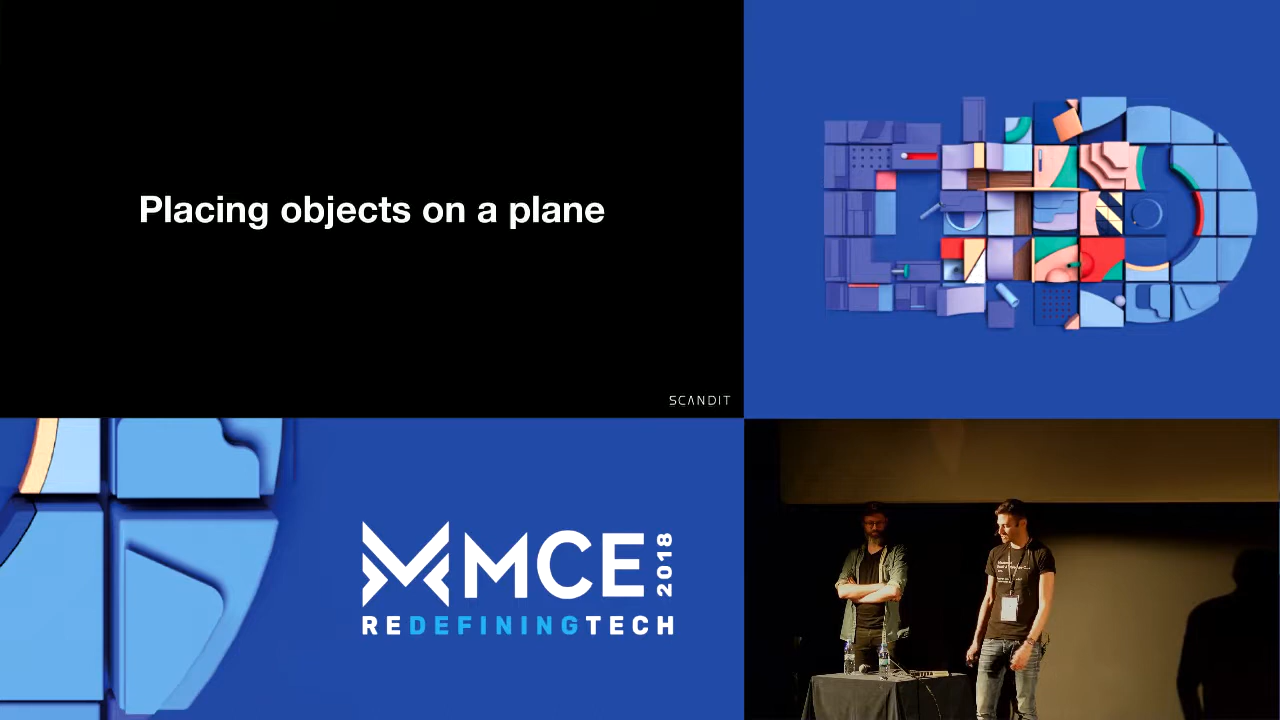 Placing objects on a plane
SCANDIT
MCE
2018
REDEFININGTECH